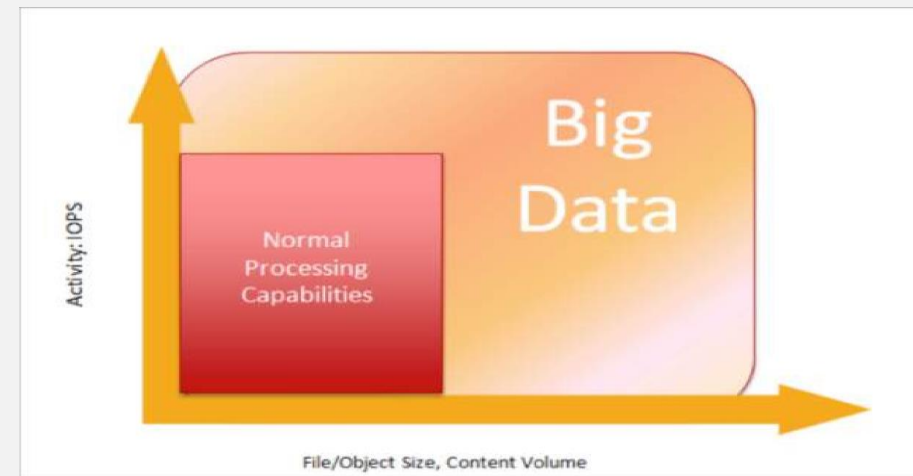 Big
Data
Normal
Processing
Capabilities
Activity: IOPS
File/Object Size, Content Volume